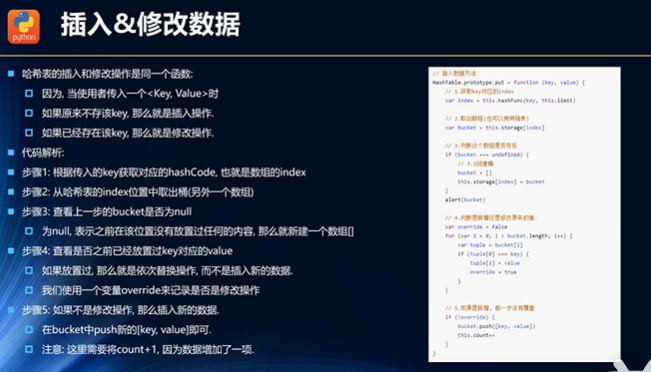 python
插入&修改数据
哈希表的插入和修改操作是同一个函数:
因为, 当使用者传入一个<Key, Value>时
如果原来不存该key, 那么就是插入操作.
如果已经存在该key, 那么就是修改操作.
代码解析:
步骤1: 根据传入的key获取对应的hashCode, 也就是数组的index
步骤2: 从哈希表的index位置中取出桶(另外一个数组)
步骤3: 查看上一步的bucket是否为null
为null, 表示之前在该位置没有放置过任何的内容, 那么就新建一个数组[]
步骤4: 查看是否之前已经放置过key对应的value
如果放置过, 那么就是依次替换操作, 而不是插入新的数据.
我们使用一个变量override来记录是否是修改操作
步骤5: 如果不是修改操作, 那么插入新的数据.
在bucket中push新的[key, value]即可.
注意: 这里需要将count+1, 因为数据增加了一项.
// 插入数据方法
HashTable.prototype.put = function (key, value) {
// 1.获取key对应的index
var index = this.hashFunc(key, this.limit)
// 2.取出数组(也可以使用链表)
var bucket = this.storage[index]
// 3.判断这个数组是否存在
if (bucket === undefined) {
// 3.1创建桶
bucket = []
this.storage[index] = bucket
}
alert(bucket)
// 4.判断是新增还是修改原来的值.
var override = false
for (var i = 0; i < bucket.length; i++) {
var tuple = bucket[i]
if (tuple[0] === key) {
tuple[1] = value
override = true
}
}
// 5.如果是新增, 前一步没有覆盖
if (!override) {
bucket.push([key, value])
this.count++
}
}